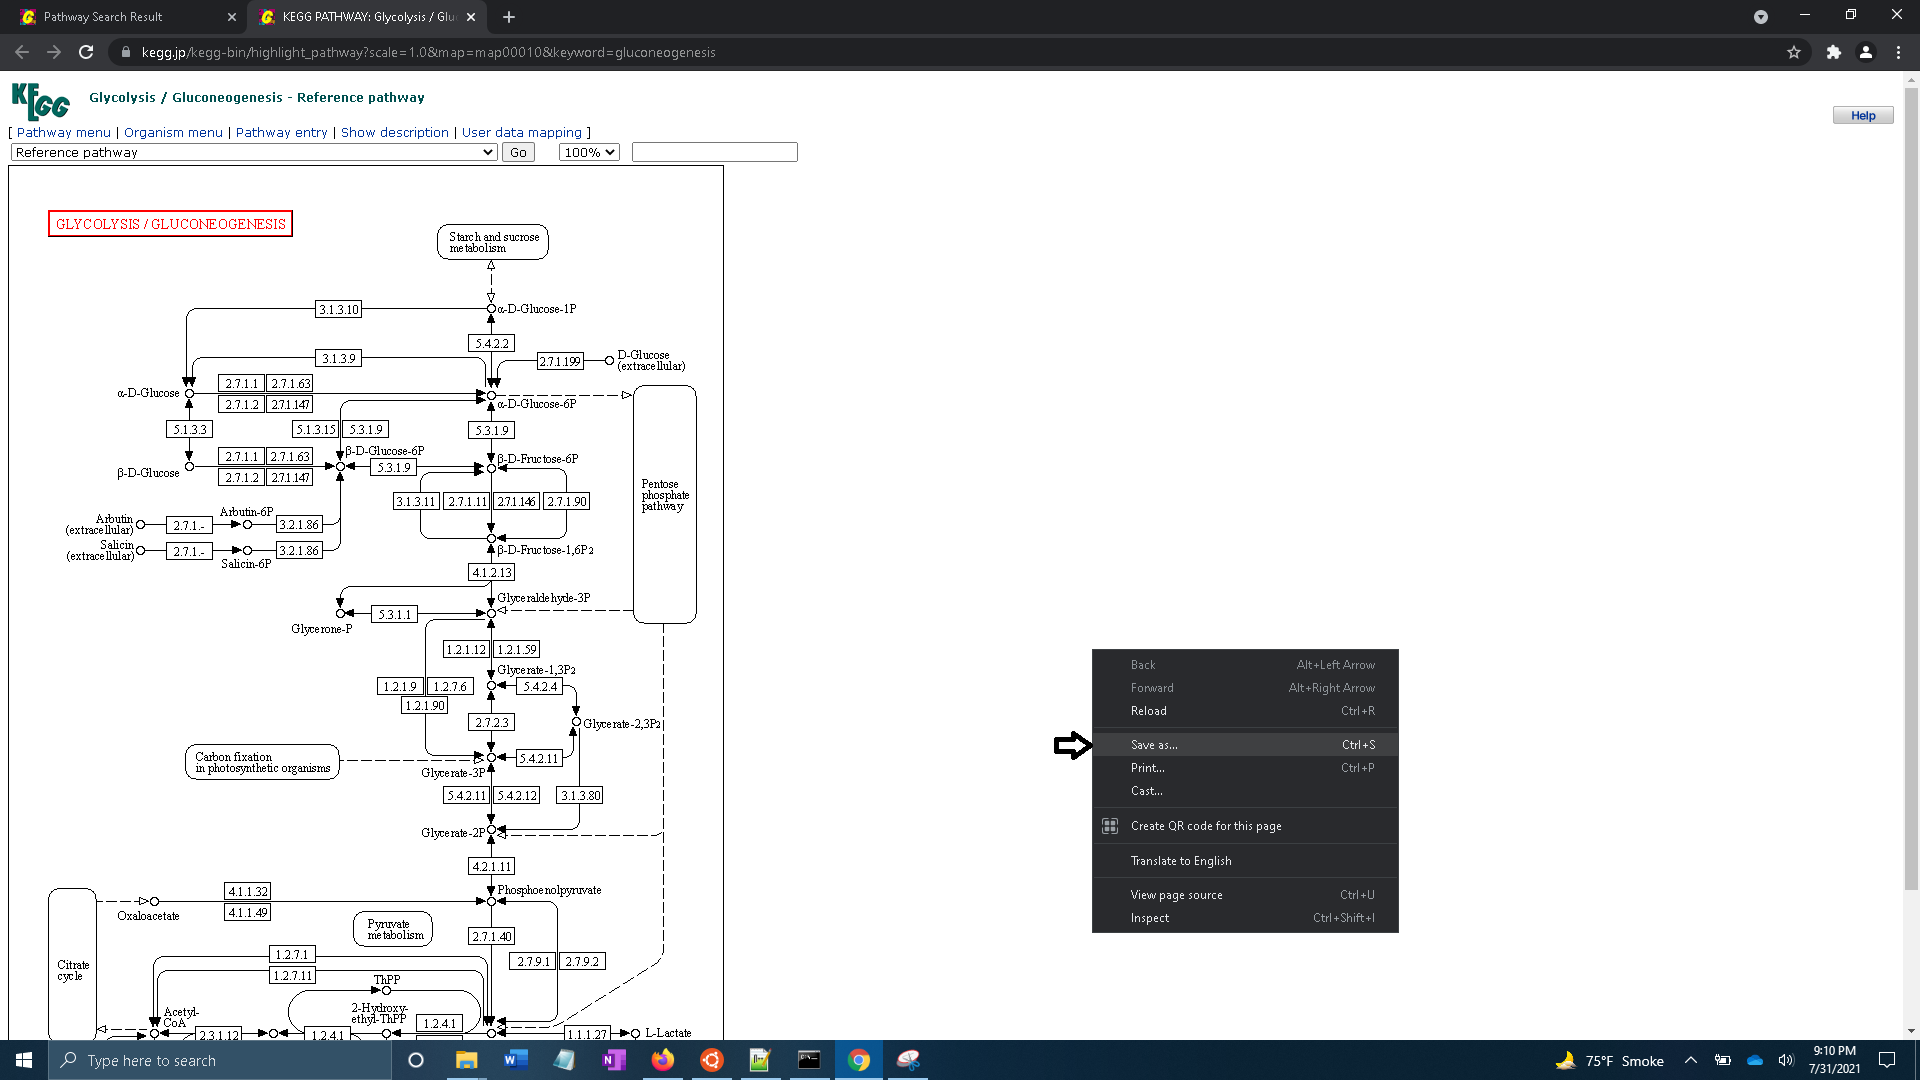 Pathway Search Result
KEGG PATHWAY: Glycolysis / Glu
kegg.jp/kegg-bin/highlight_pathway?scale=1.0&map=map00010&keyword=gluconeogenesis
KEGG
Glycolysis / Gluconeogenesis - Reference pathway
Help
[ Pathway menu | Organism menu | Pathway entry | Show description | User data mapping ]
Reference pathway
Go
100%
GLYCOLYSIS / GLUCONEOGENESIS
Starch and sucrose
metabolism
3.1.3.10
α-D-Glucose-1P
5.4.2.2
3.1.3.9
2.7.1.199
D-Glucose
(extracellular)
α-D-Glucose
2.7.1.1
2.7.1.63
2.7.1.2
2.7.1.147
α-D-Glucose-6P
5.1.3.3
5.1.3.15
5.3.1.9
5.3.1.9
β-D-Glucose
2.7.1.1
2.7.1.63
2.7.1.2
2.7.1.147
β-D-Glucose-6P
5.3.1.9
β-D-Fructose-6P
3.1.3.11
2.7.1.11
2.7.1.146
2.7.1.90
Pentose
phosphate
pathway
Arbutin
(extracellular)
2.7.1.-
Arbutin-6P
3.2.1.86
Salicin
(extracellular)
2.7.1.-
Salicin-6P
3.2.1.86
β-D-Fructose-1,6P2
4.1.2.13
Glyceraldehyde-3P
5.3.1.1
Glycerone-P
1.2.1.12
1.2.1.59
Glycerate-1,3P2
1.2.1.9
1.2.7.6
1.2.1.90
5.4.2.4
2.7.2.3
Glycerate-2,3P2
Carbon fixation
in photosynthetic organisms
5.4.2.11
Glycerate-3P
5.4.2.11
5.4.2.12
3.1.3.80
Glycerate-2P
4.2.1.11
Phosphoenolpyruvate
4.1.1.32
4.1.1.49
Oxaloacetate
Pyruvate
metabolism
2.7.1.40
2.7.9.1
2.7.9.2
Citrate
cycle
1.2.7.1
1.2.7.11
ThPP
Acetyl-
CoA
2-Hydroxy-
ethyl-ThPP
1.2.4.1
2.3.1.12
1.2.4.1
1.1.1.27
L-Lactate
Back Alt+Left Arrow
Forward Alt+Right Arrow
Reload Ctrl+R
Save as... Ctrl+S
Print... Ctrl+P
Cast...
Create QR code for this page
Translate to English
View page source Ctrl+U
Inspect Ctrl+Shift+I
Type here to search
75°F Smoke
9:10 PM
7/31/2021